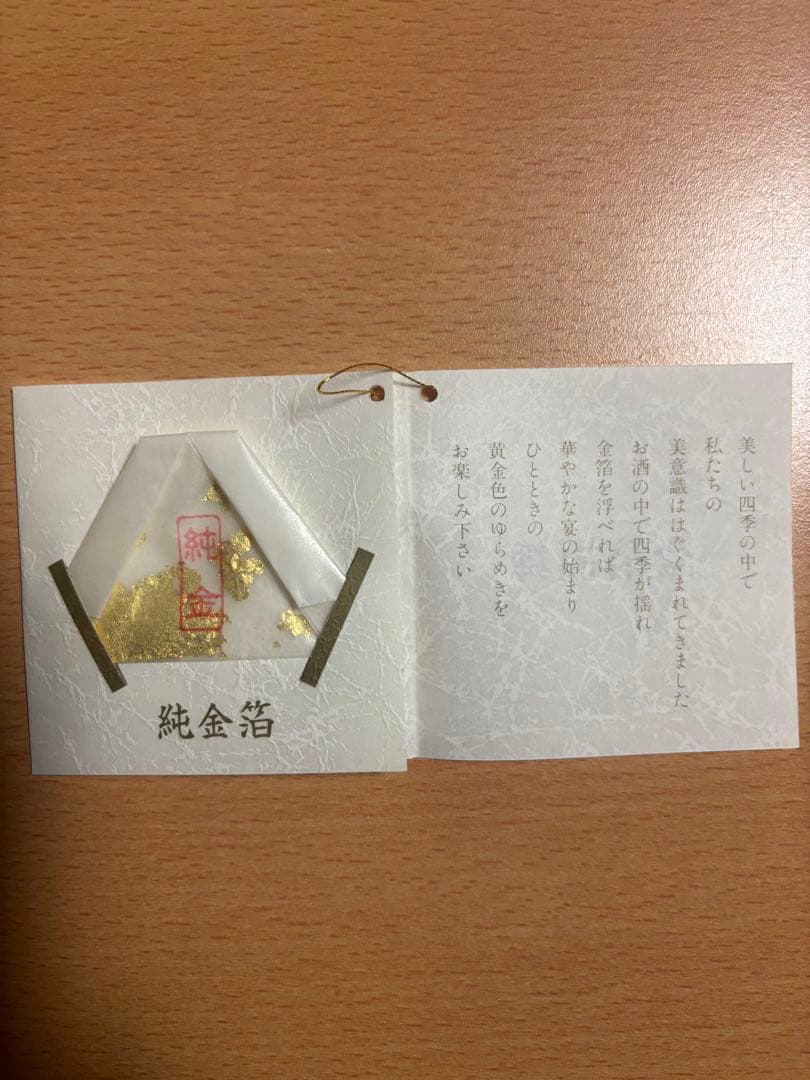 純金
純金箔
美しい四季の中で
私たちの
美意識ははぐくまれてきました
お酒の中で四季が揺れ
金箔を浮べれば
華やかな宴の始まり
ひとときの
黄金色のゆらめきを
お楽しみ下さい